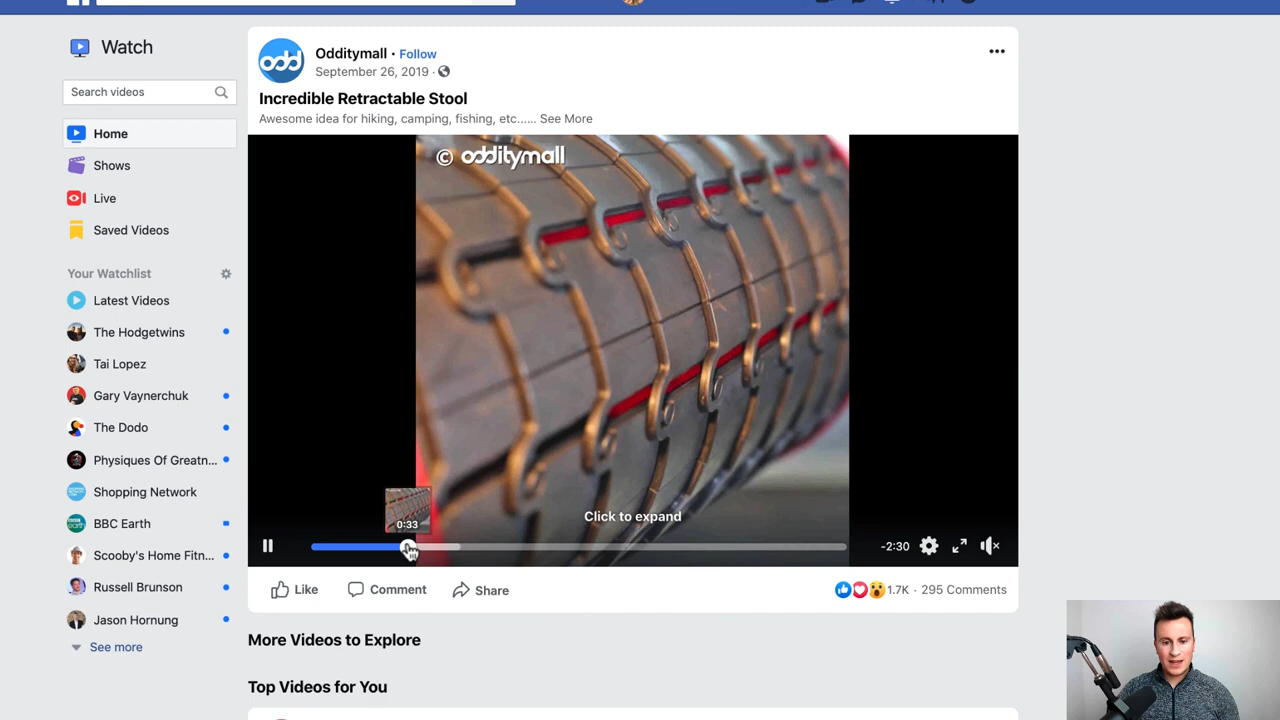 Watch
Search videos
Home
Shows
Live
Saved Videos
Your Watchlist
Latest Videos
The Hodgetwins
Tai Lopez
Gary Vaynerchuk
The Dodo
Physiques Of Greatn...
Shopping Network
BBC Earth
Scooby's Home Fitn...
Russell Brunson
Jason Hornung
See more
odd
Odditymall · Follow
September 26, 2019 ·
Incredible Retractable Stool
Awesome idea for hiking, camping, fishing, etc...... See More
© odditymall
0:33
Click to expand
-2:30
Like
Comment
Share
1.7K · 295 Comments
More Videos to Explore
Top Videos for You